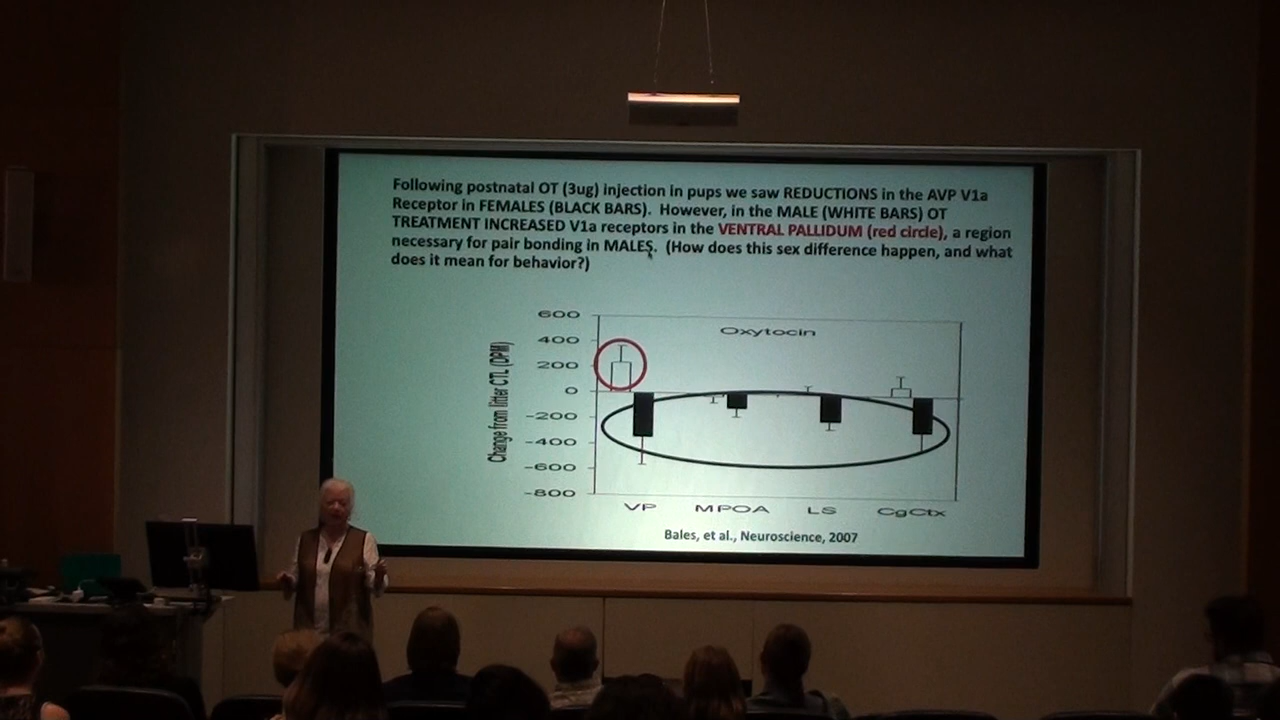 Following postnatal OT (3ug) injection in pups we saw REDUCTIONS in the AVP V1a
Receptor in FEMALES (BLACK BARS).  However, in the MALE (WHITE BARS) OT
TREATMENT INCREASED V1a receptors in the VENTRAL PALLIDUM (red circle), a region
necessary for pair bonding in MALES.  (How does this sex difference happen, and what
does it mean for behavior?)
Oxytocin
Change from litter CTL (DPM)
600
400
200
0
-200
-400
-600
-800
VP MPOA LS CgCtx
Bales, et al., Neuroscience, 2007